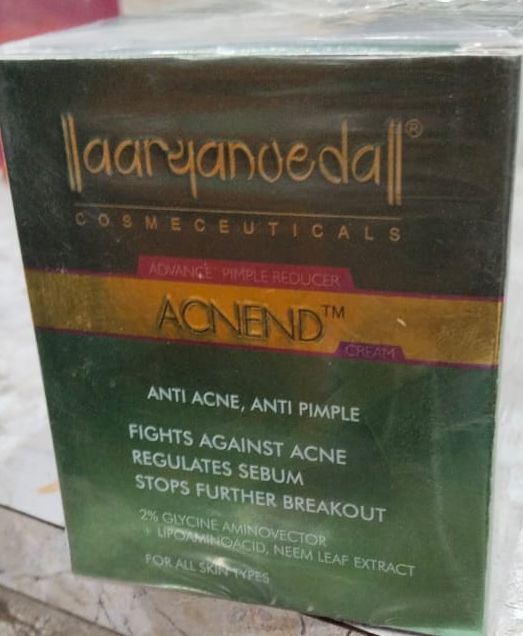 ||aaryanveda||®
COSMECEUTICALS
ADVANCE PIMPLE REDUCER
ACNEND™
CREAM
ANTI ACNE, ANTI PIMPLE
FIGHTS AGAINST ACNE
REGULATES SEBUM
STOPS FURTHER BREAKOUT
2% GLYCINE AMINOVECTOR
LIPOAMINOACID, NEEM LEAF EXTRACT
FOR ALL SKIN TYPES